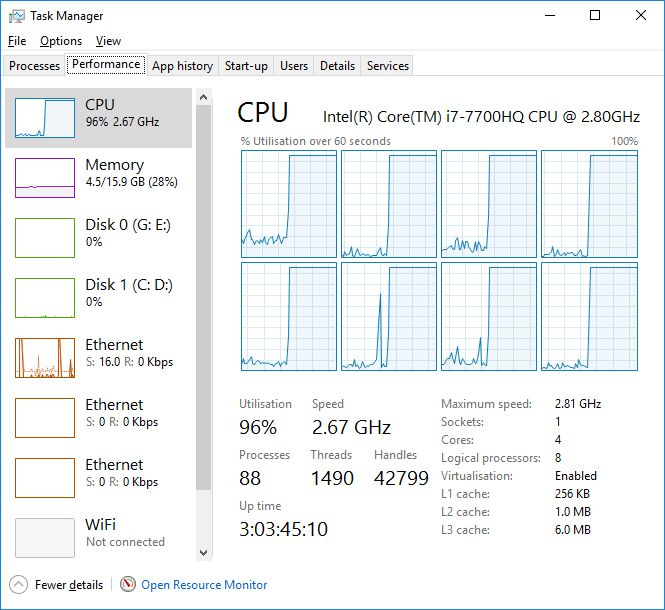 Task Manager
File Options View
Processes Performance App history Start-up Users Details Services
CPU
96% 2.67 GHz
Memory
4.5/15.9 GB (28%)
Disk 0 (G: E:)
0%
Disk 1 (C: D:)
0%
Ethernet
S: 16.0 R: 0 Kbps
Ethernet
S: 0 R: 0 Kbps
Ethernet
S: 0 R: 0 Kbps
WiFi
Not connected
CPU Intel(R) Core(TM) i7-7700HQ CPU @ 2.80GHz
% Utilisation over 60 seconds 100%
Utilisation Speed
96% 2.67 GHz
Processes Threads Handles
88 1490 42799
Up time
3:03:45:10
Maximum speed: 2.81 GHz
Sockets: 1
Cores: 4
Logical processors: 8
Virtualisation: Enabled
L1 cache: 256 KB
L2 cache: 1.0 MB
L3 cache: 6.0 MB
Fewer details Open Resource Monitor